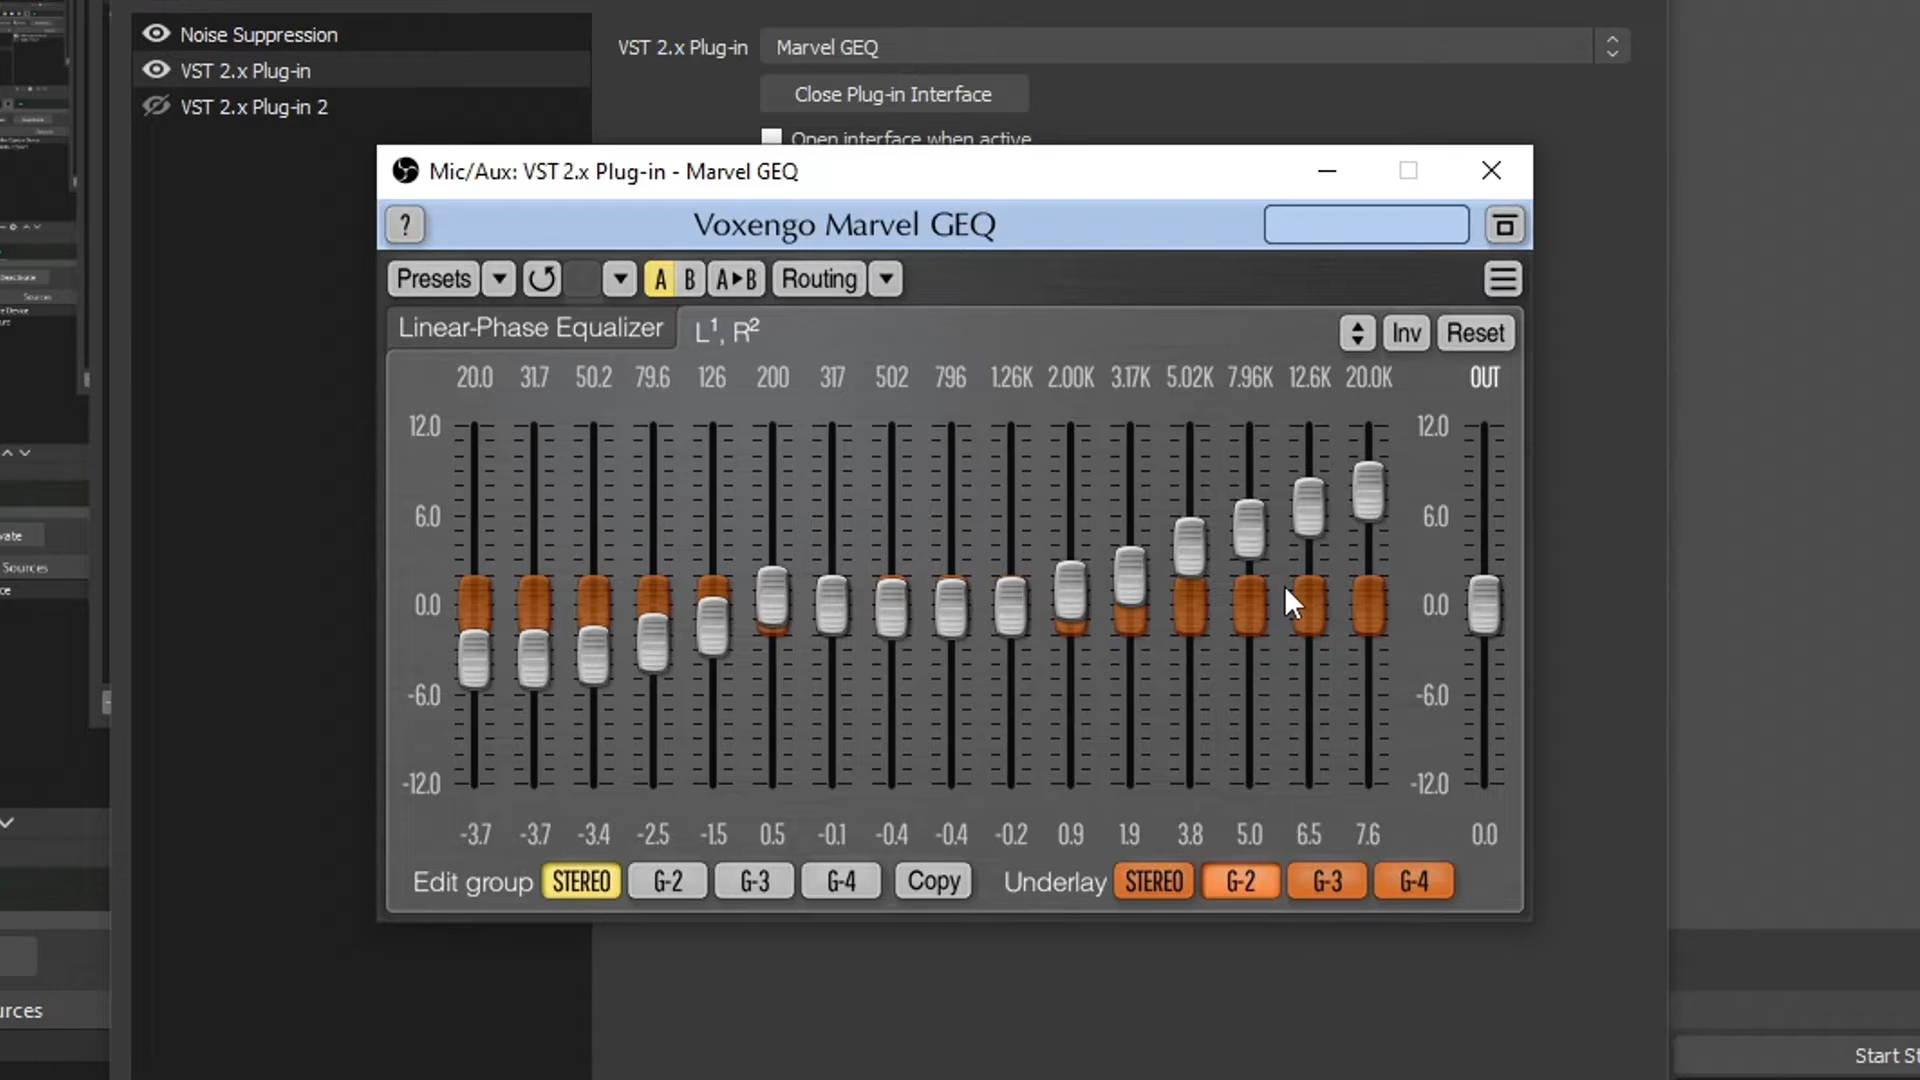 Noise Suppression
VST 2.x Plug-in
VST 2.x Plug-in 2
VST 2.x Plug-in Marvel GEQ
Close Plug-in Interface
Open interface when active
Mic/Aux: VST 2.x Plug-in - Marvel GEQ
? Voxengo Marvel GEQ
Presets A B A▸B Routing
Linear-Phase Equalizer L¹, R² Inv Reset
20.0 31.7 50.2 79.6 126 200 317 502 796 1.26K 2.00K 3.17K 5.02K 7.96K 12.6K 20.0K OUT
12.0 12.0
6.0 6.0
0.0 0.0
-6.0 -6.0
-12.0 -12.0
-3.7 -3.7 -3.4 -2.5 -1.5 0.5 -0.1 -0.4 -0.4 -0.2 0.9 1.9 3.8 5.0 6.5 7.6 0.0
Edit group STEREO G-2 G-3 G-4 Copy Underlay STEREO G-2 G-3 G-4
Sources
vate
Sources
ce
urces
Start St